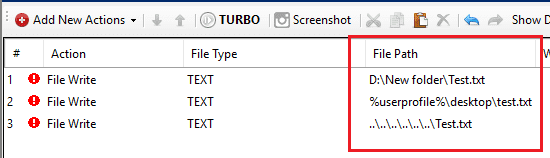 Add New Actions TURBO Screenshot Show D
# Action File Type File Path W
1 File Write TEXT D:\New folder\Test.txt
2 File Write TEXT %userprofile%\desktop\test.txt
3 File Write TEXT ..\..\..\..\..\..\Test.txt